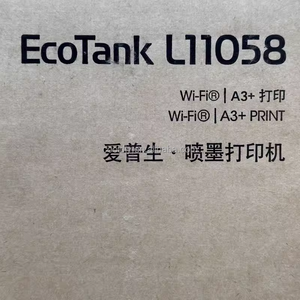 EcoTank L11058
Wi-Fi® | A3+ 打印
Wi-Fi® | A3+ PRINT
爱普生·喷墨打印机